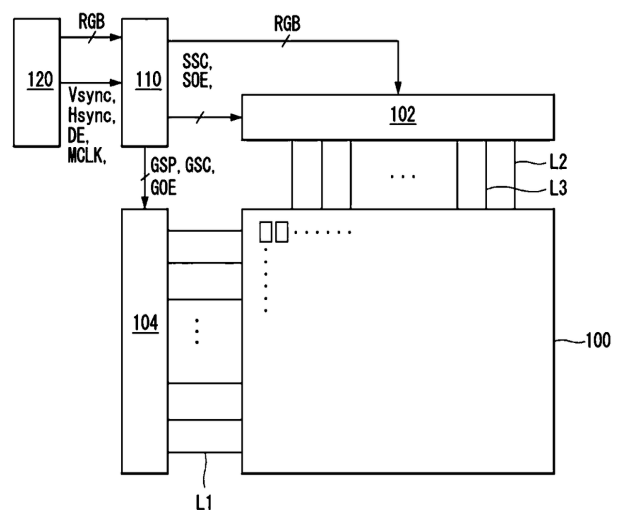 RGB
RGB
120
110
SSC,
SOE,
Vsync,
Hsync,
DE,
MCLK,
102
L2
L3
GSP, GSC,
GOE
104
100
L1